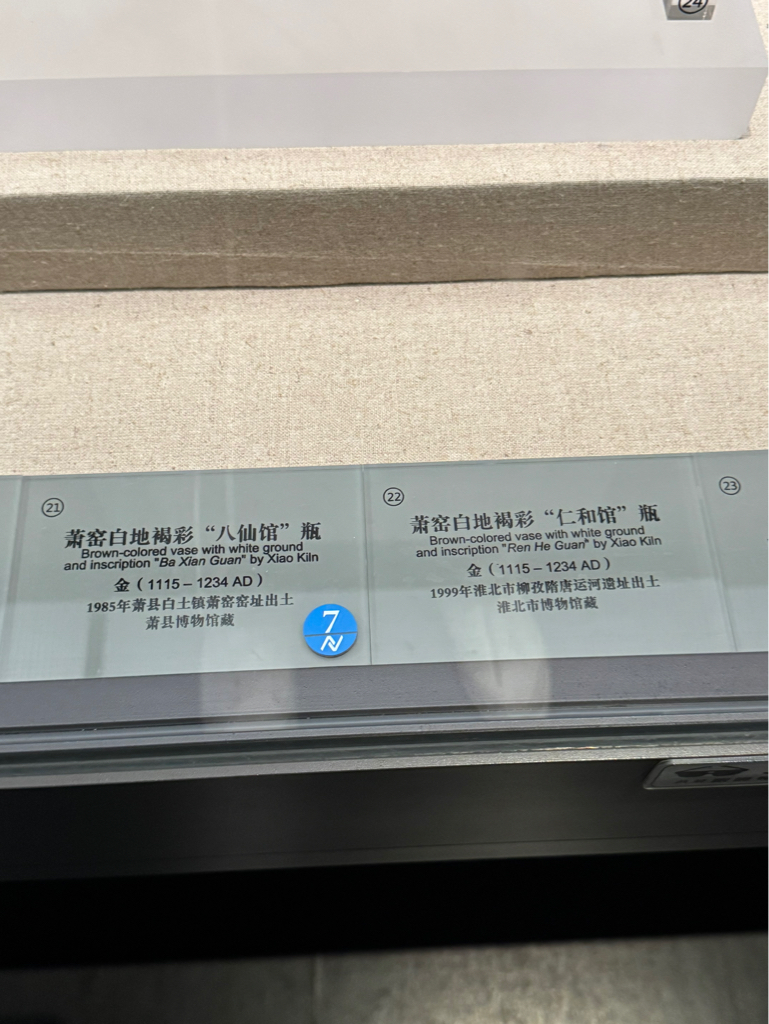 24
21
萧窑白地褐彩“八仙馆”瓶
Brown-colored vase with white ground
and inscription "Ba Xian Guan" by Xiao Kiln
金（1115－1234 AD）
1985年萧县白土镇萧窑窑址出土
萧县博物馆藏
7
22
萧窑白地褐彩“仁和馆”瓶
Brown-colored vase with white ground
and inscription "Ren He Guan" by Xiao Kiln
金（1115－1234 AD）
1999年淮北市柳孜隋唐运河遗址出土
淮北市博物馆藏
23